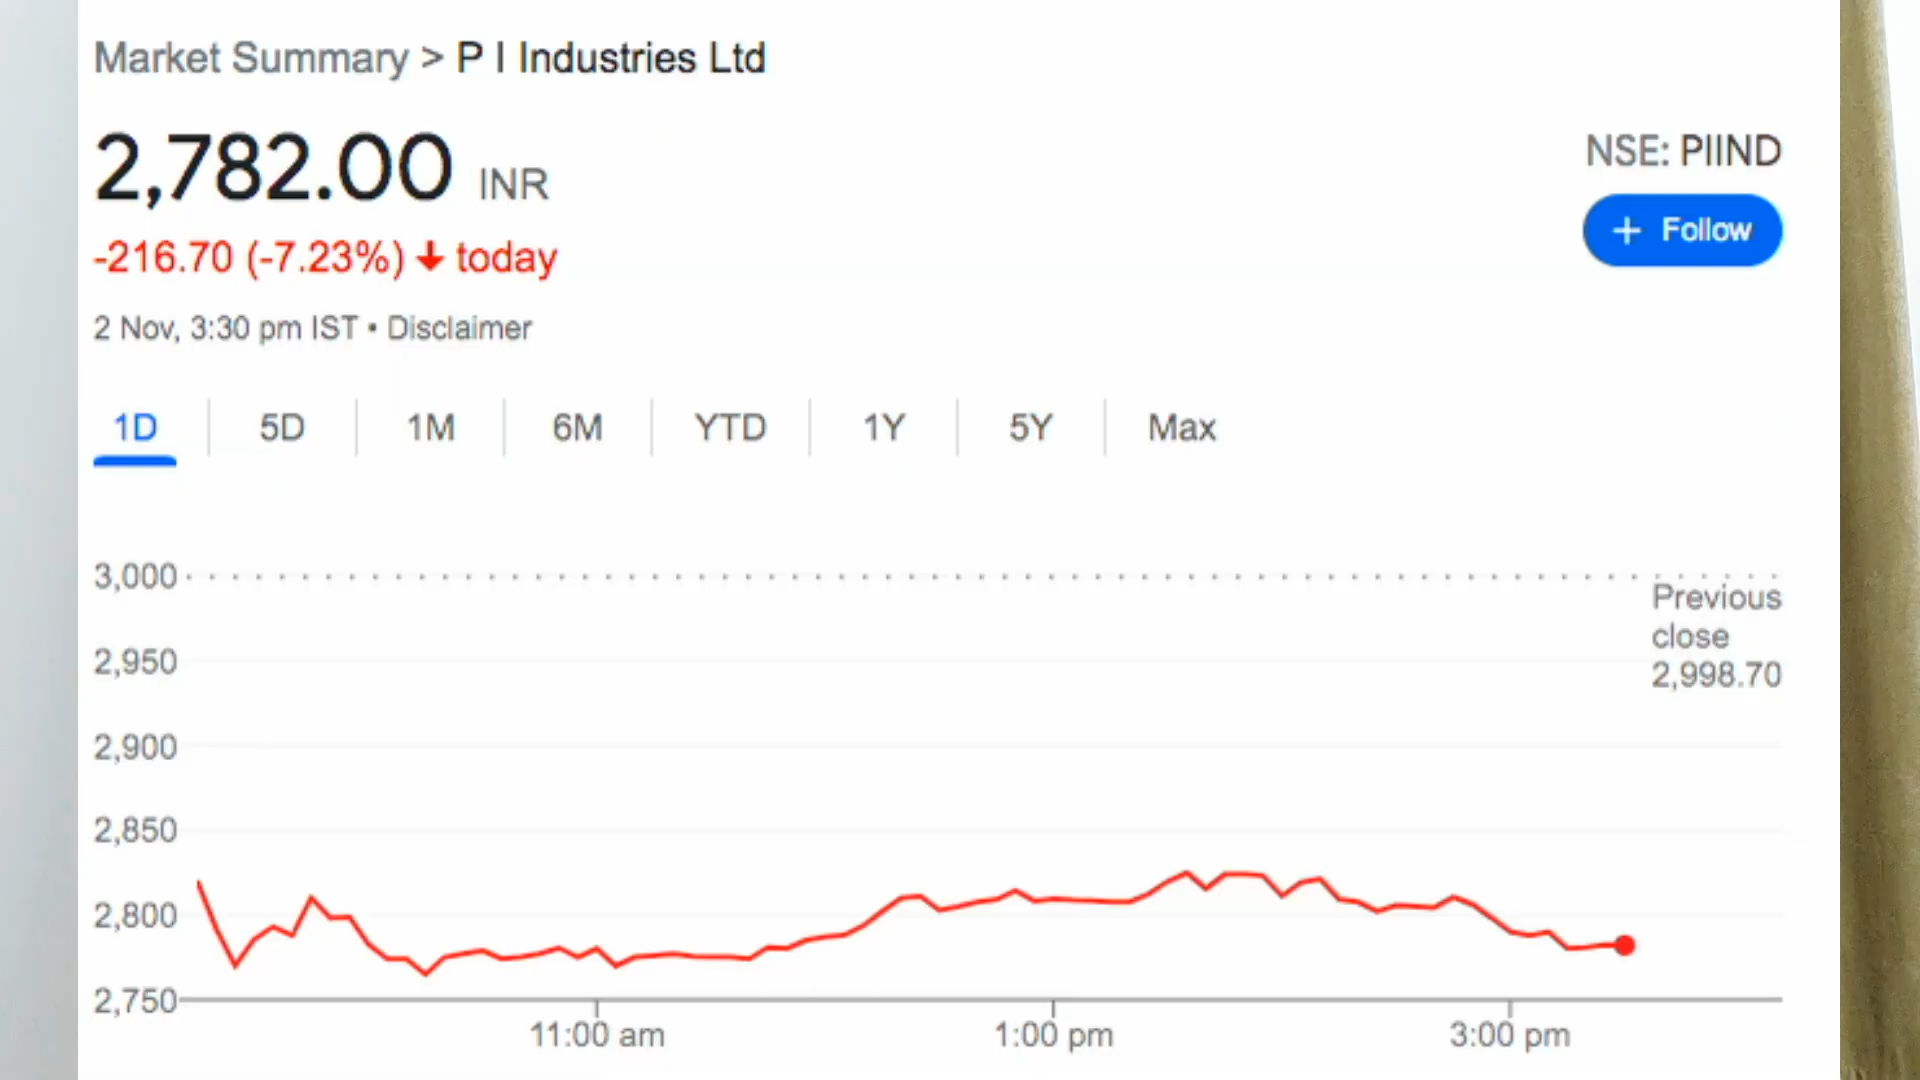 Market Summary > P I Industries Ltd
2,782.00 INR
NSE: PIIND
+ Follow
-216.70 (-7.23%) ↓ today
2 Nov, 3:30 pm IST • Disclaimer
1D 5D 1M 6M YTD 1Y 5Y Max
3,000
Previous
close
2,998.70
2,950
2,900
2,850
2,800
2,750
11:00 am 1:00 pm 3:00 pm